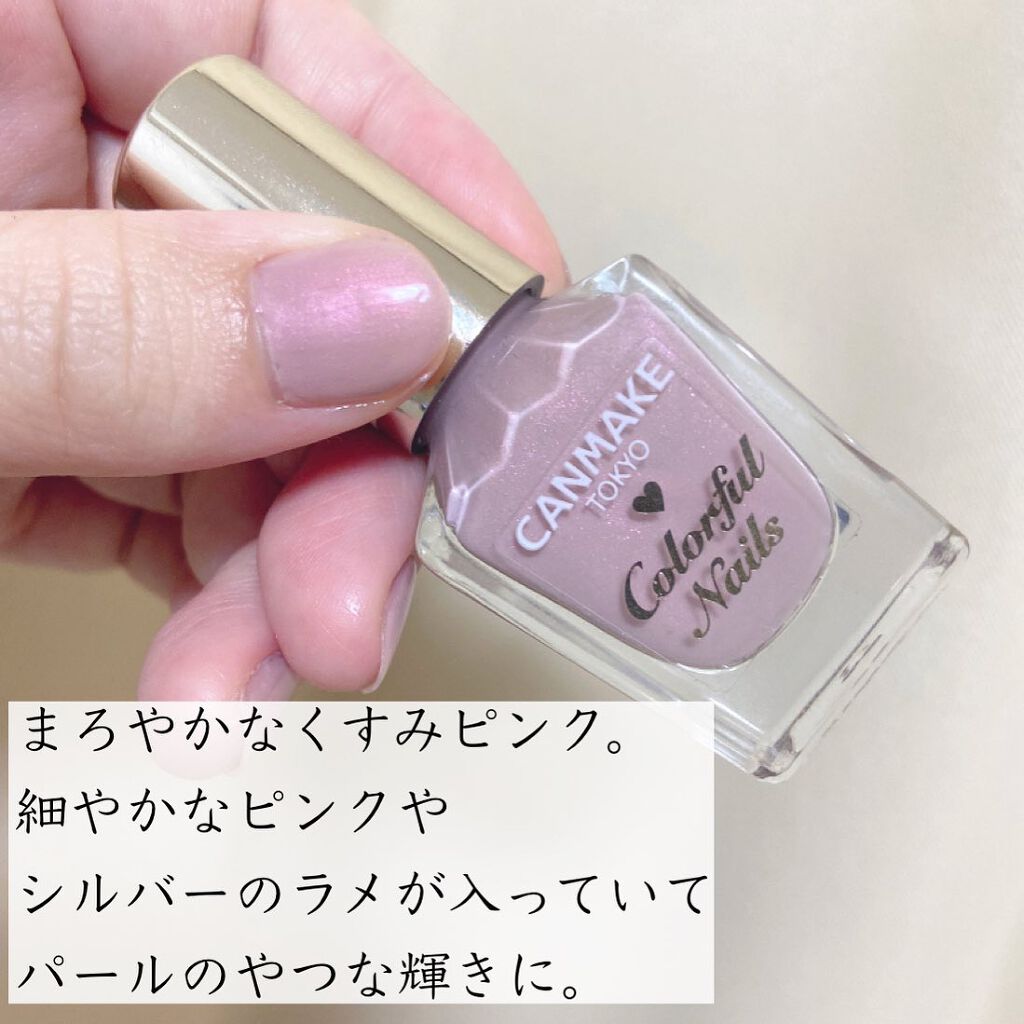 CANMAKE
TOKYO
Colorful
Nails
まろやかなくすみピンク。
細やかなピンクや
シルバーのラメが入っていて
パールのやつな輝きに。